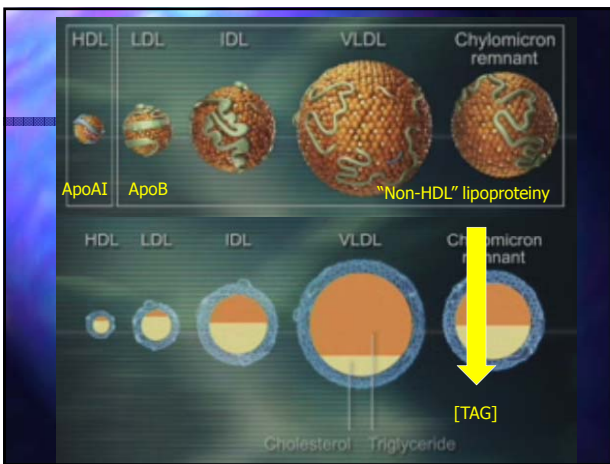 HDL LDL IDL VLDL Chylomicron
remnant
ApoAI ApoB "Non-HDL" lipoproteiny
HDL LDL IDL VLDL Chylomicron
remnant
[TAG]
Cholesterol Triglyceride